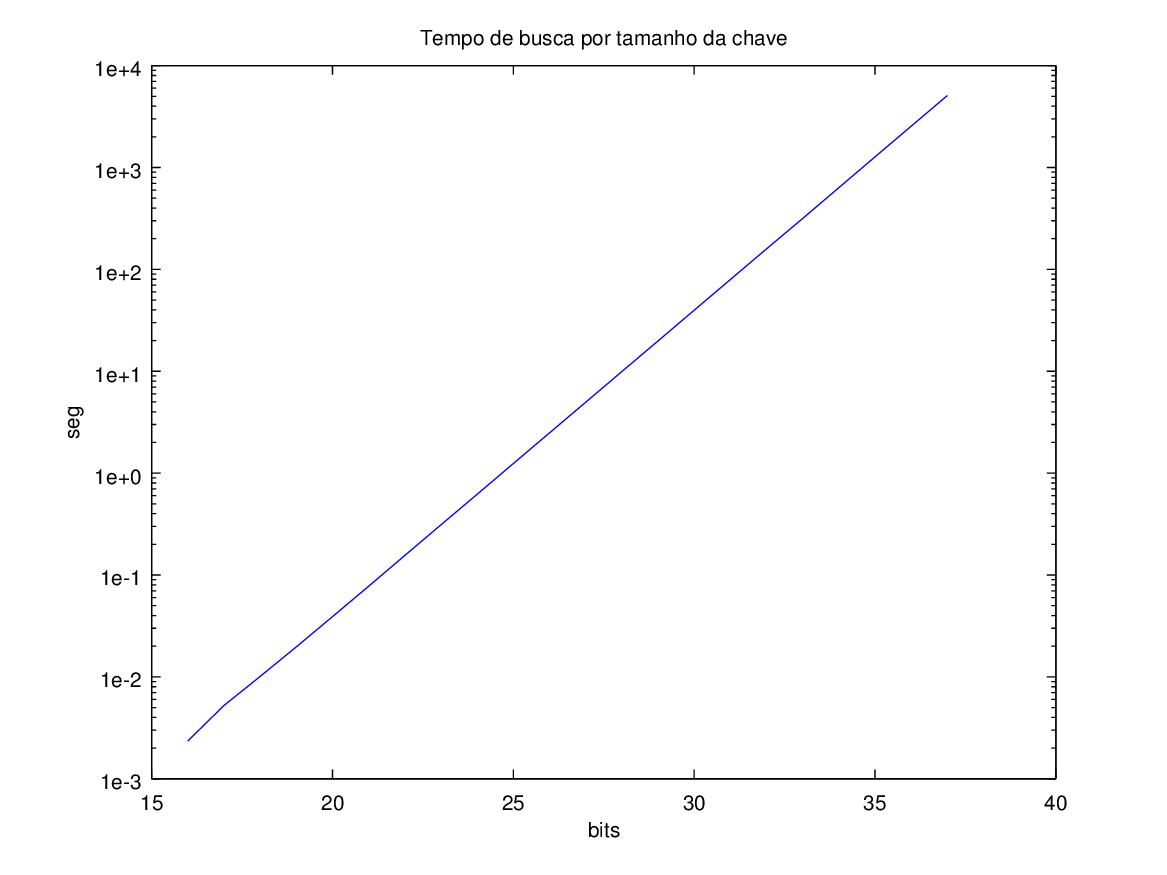 Tempo de busca por tamanho da chave
1e+4
1e+3
1e+2
1e+1
1e+0
1e-1
1e-2
1e-3
seg
15 20 25 30 35 40
bits